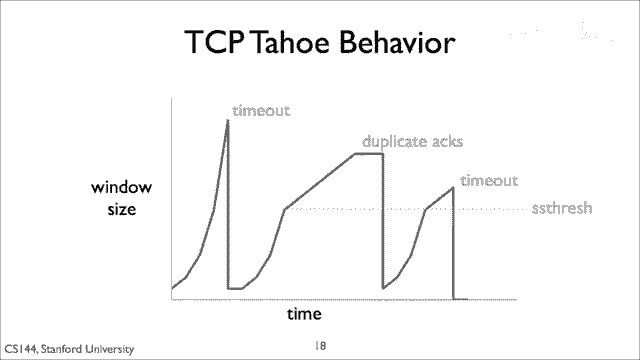 TCP Tahoe Behavior
timeout
duplicate acks
timeout
window
size
ssthresh
time
CS144, Stanford University
18